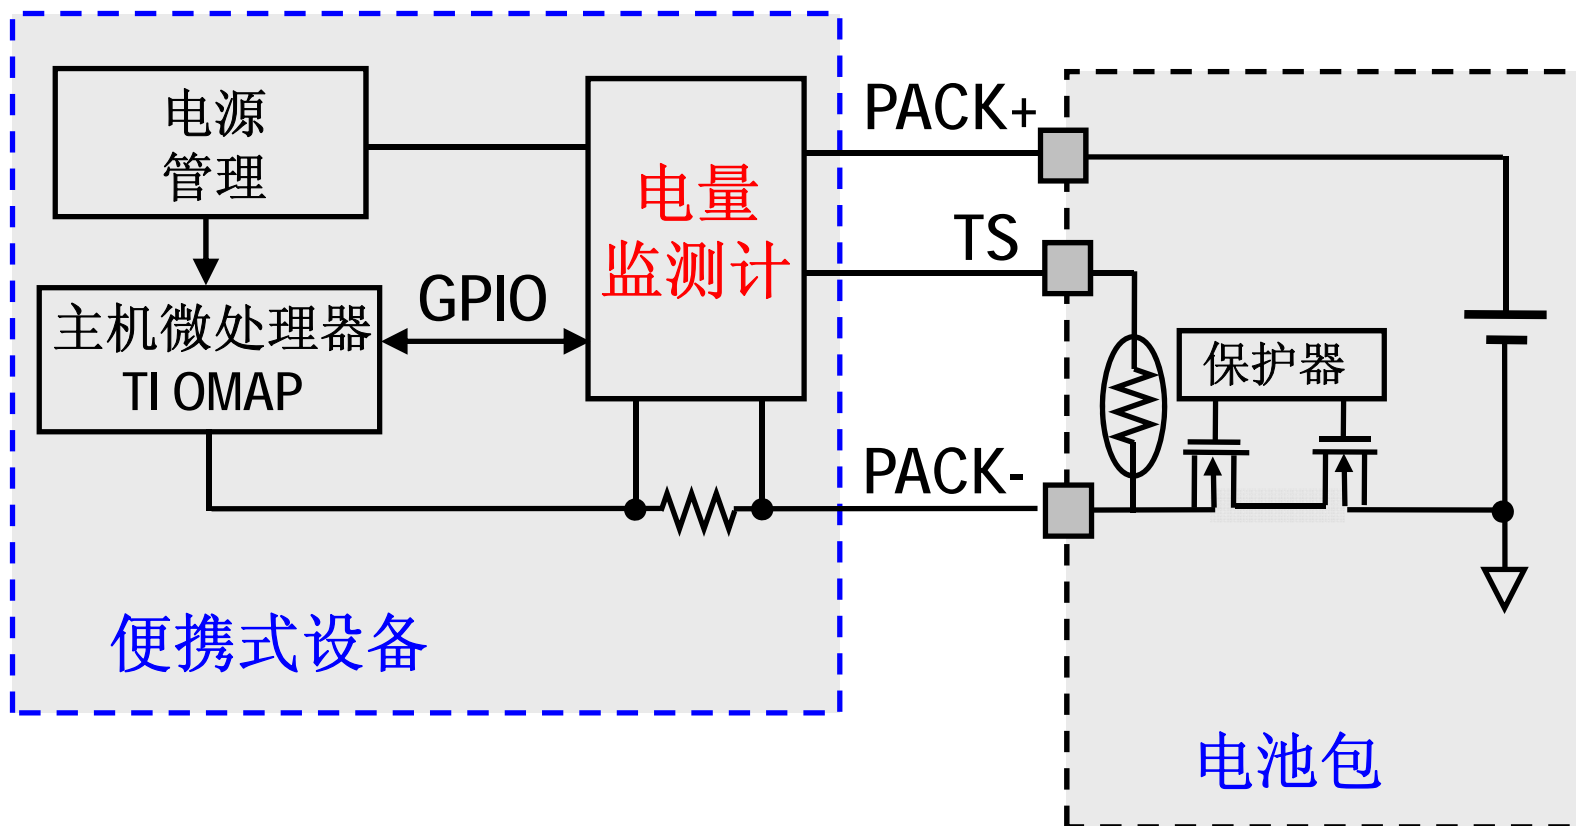 电源
管理
主机微处理器
TI OMAP
GPIO
电量
监测计
便携式设备
PACK+
TS
PACK-
保护器
电池包